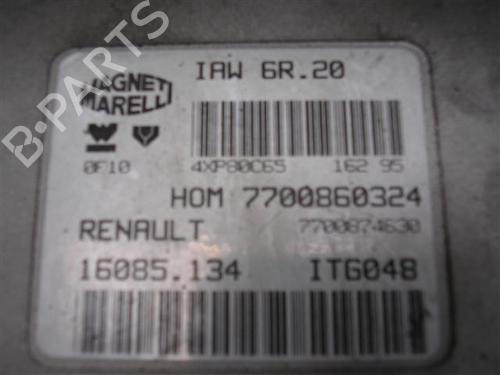 MAGNETI MARELLI
IAW 6R.20
0F10 4XP80C65 162 95
HOM 7700860324
RENAULT 7700874630
16085.134 ITG048
B-PARTS